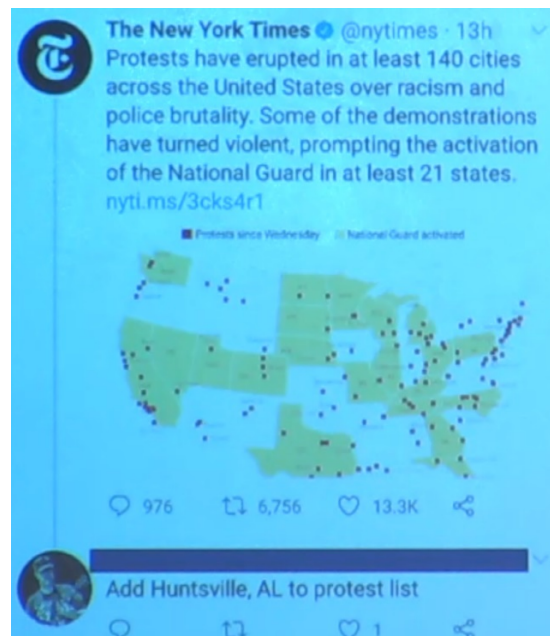 The New York Times @nytimes · 13h
Protests have erupted in at least 140 cities
across the United States over racism and
police brutality. Some of the demonstrations
have turned violent, prompting the activation
of the National Guard in at least 21 states.
nyti.ms/3cks4r1
Protests since Wednesday National Guard activated
976 6,756 13.3K
Add Huntsville, AL to protest list
1